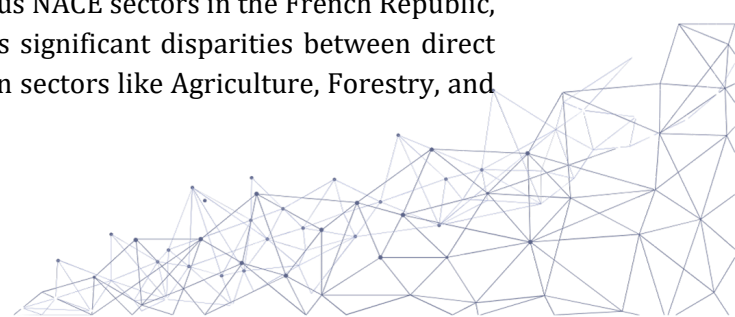 us NACE sectors in the French Republic,
s significant disparities between direct
n sectors like Agriculture, Forestry, and